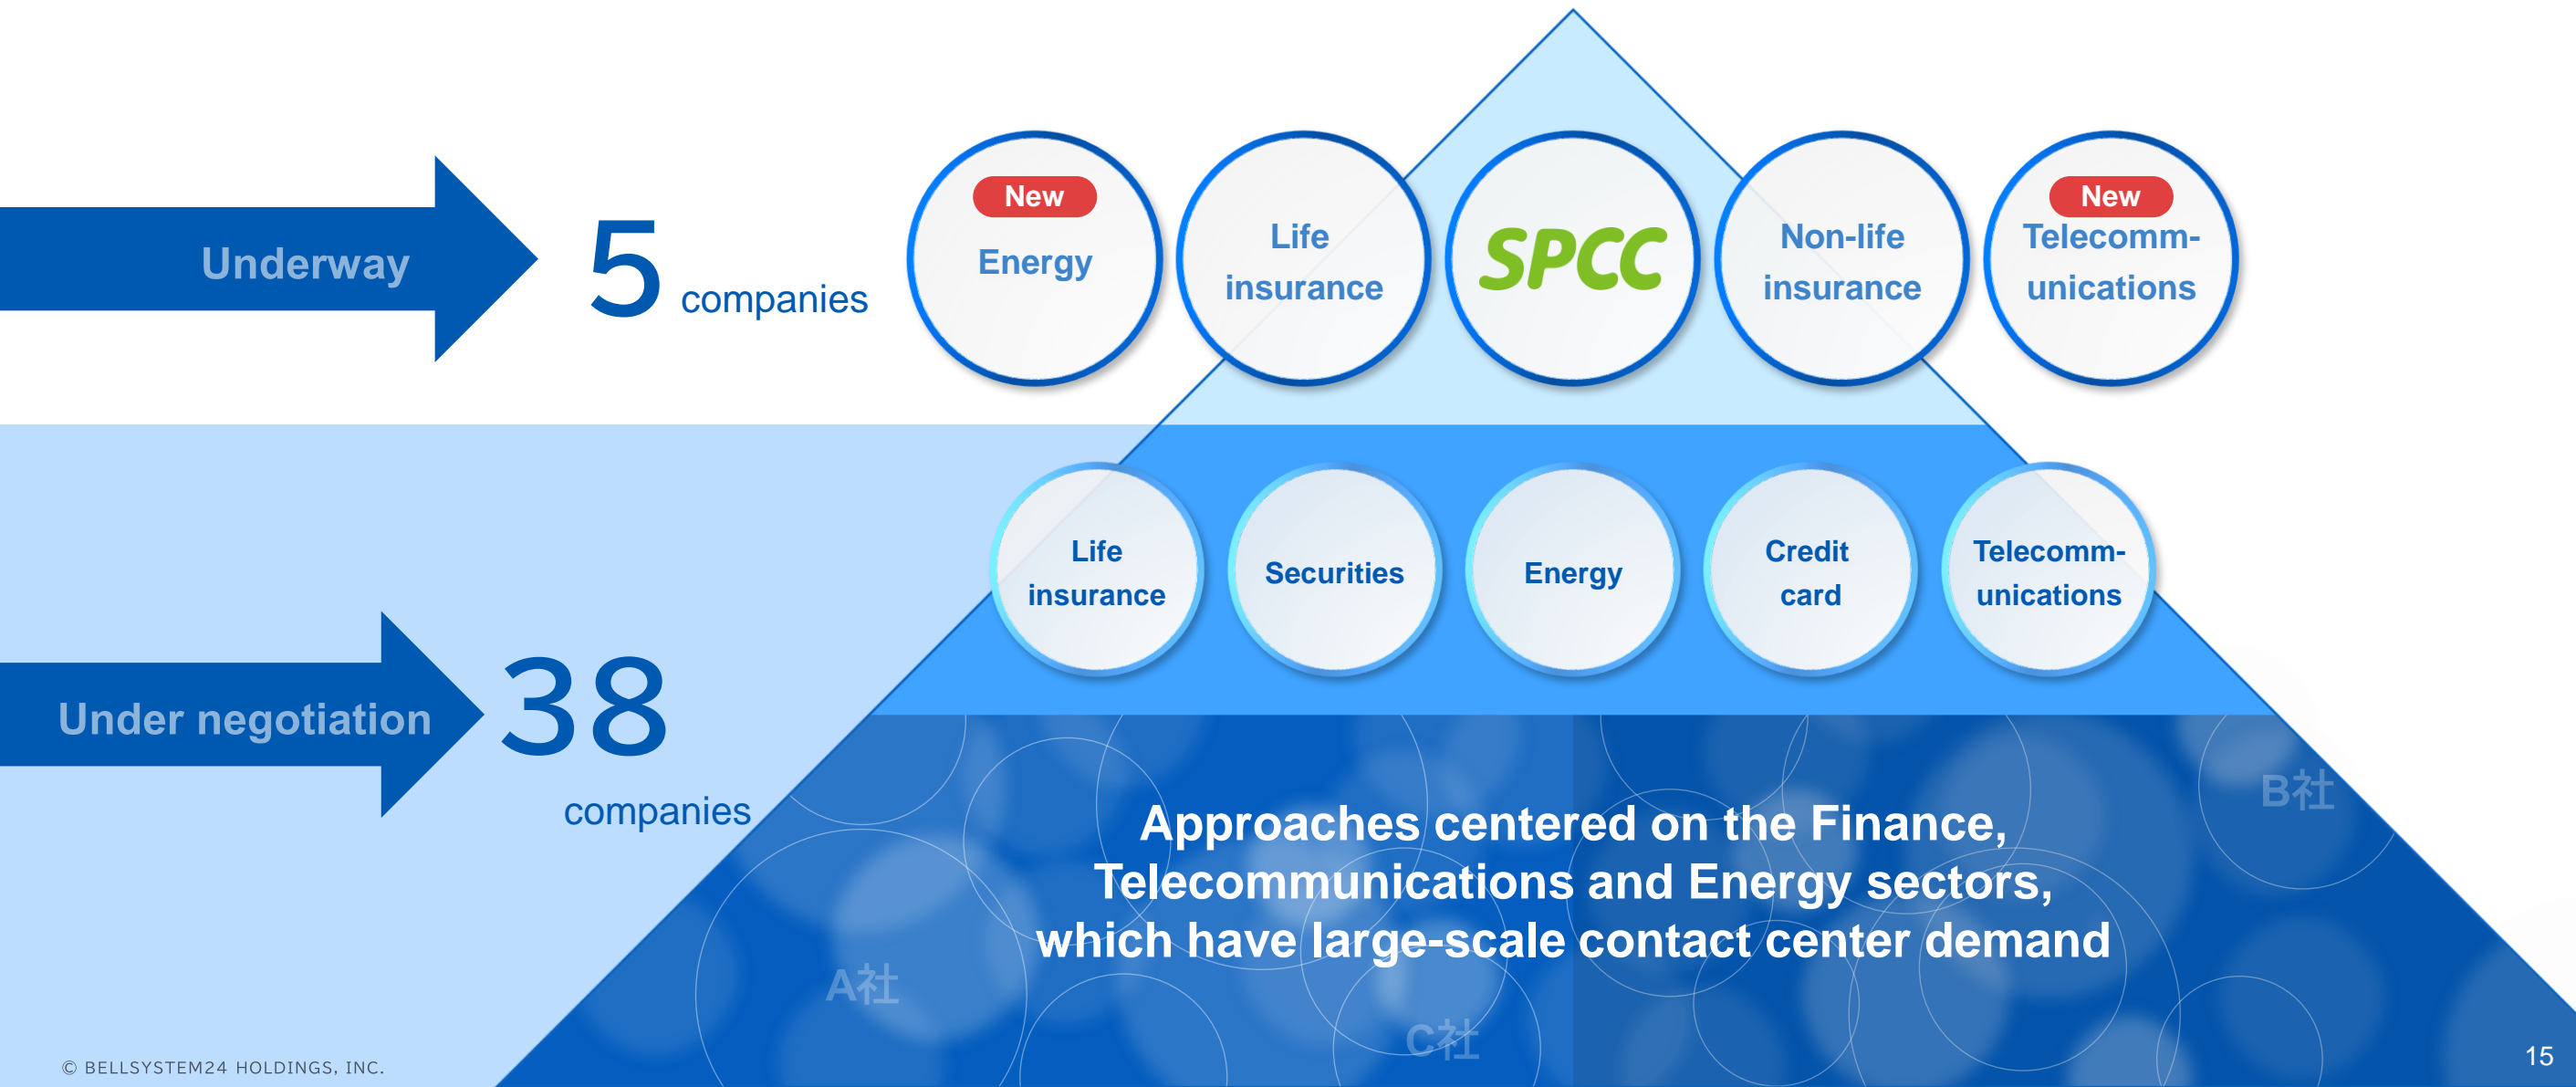 Underway
5
companies
New
Energy
Life
insurance
SPCC
Non-life
insurance
New
Telecomm-
unications
Under negotiation
38
companies
Life
insurance
Securities
Energy
Credit
card
Telecomm-
unications
Approaches centered on the Finance,
Telecommunications and Energy sectors,
which have large-scale contact center demand
A社
B社
C社
© BELLSYSTEM24 HOLDINGS, INC.
15